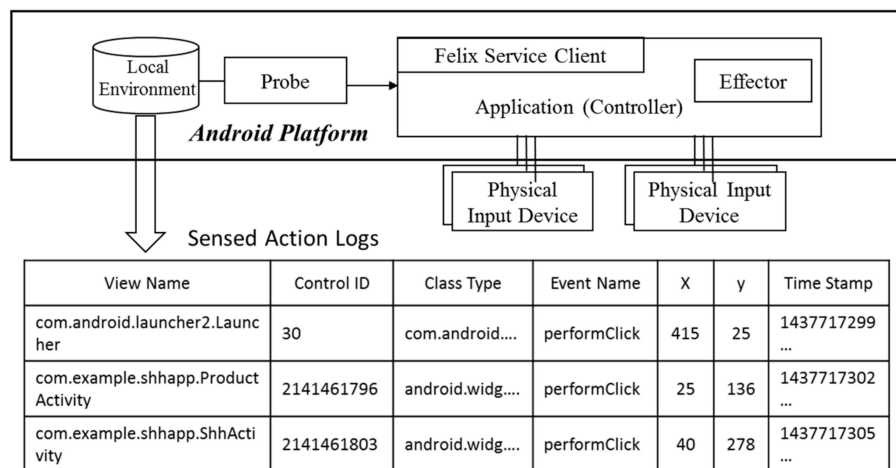 Felix Service Client
Local
Environment
Probe
Effector
Application (Controller)
Android Platform
Physical
Input Device
Physical Input
Device
Sensed Action Logs
View Name Control ID Class Type Event Name X y Time Stamp
com.android.launcher2.Launc
her
30 com.android.... performClick 415 25 1437717299
...
com.example.shhapp.Product
Activity
2141461796 android.widg.... performClick 25 136 1437717302
...
com.example.shhapp.ShhActi
vity
2141461803 android.widg.... performClick 40 278 1437717305
...